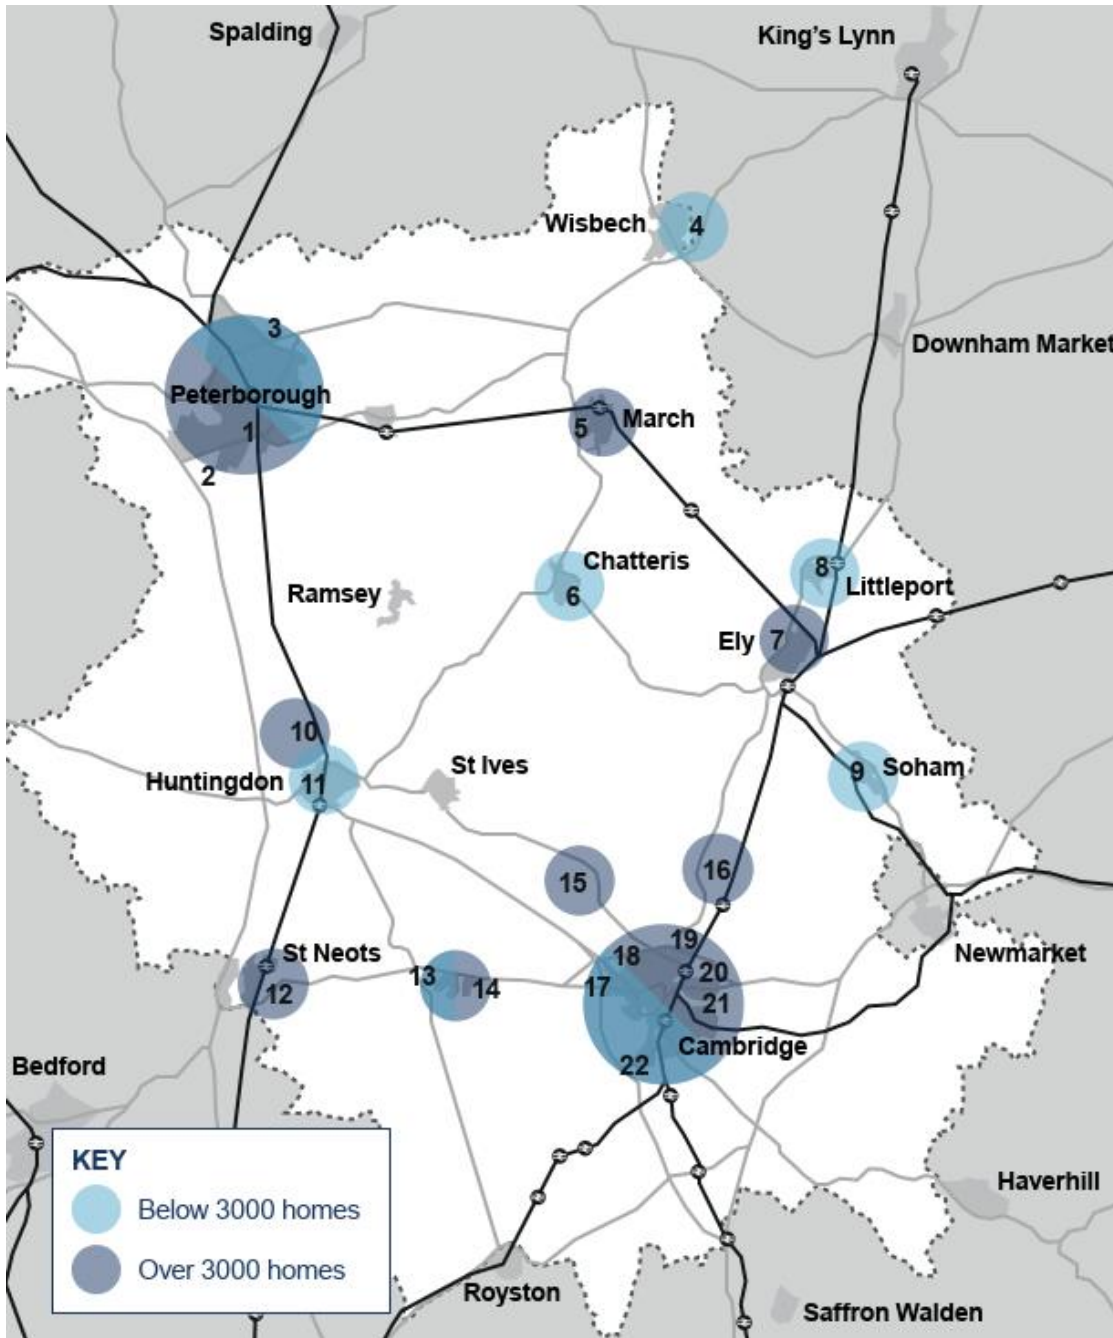 Spalding
King's Lynn
Wisbech
4
3
Downham Market
Peterborough
1
2
5
March
Chatteris
6
8
Littleport
Ramsey
Ely
7
10
Huntingdon
11
St Ives
9
Soham
15
16
St Neots
12
13
14
19
18
20
17
21
Cambridge
22
Newmarket
Bedford
Haverhill
Royston
Saffron Walden
KEY
Below 3000 homes
Over 3000 homes